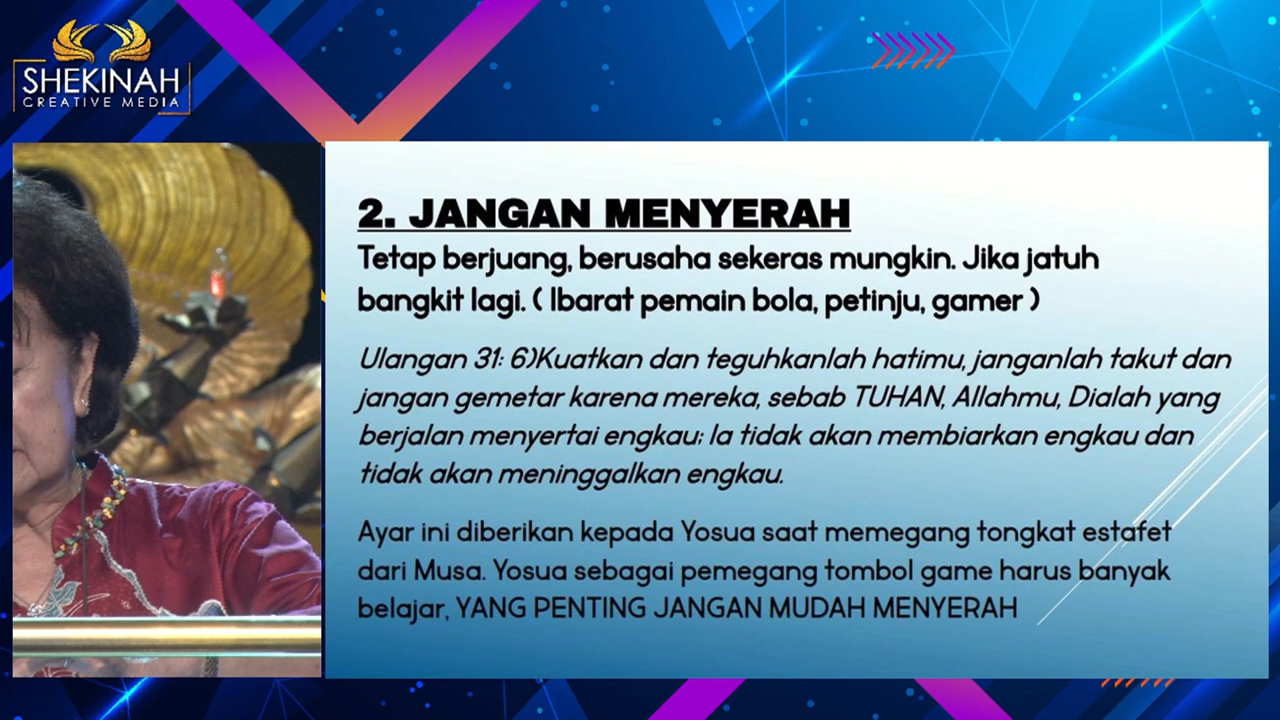 SHEKINAH
CREATIVE MEDIA
2. JANGAN MENYERAH
Tetap berjuang, berusaha sekeras mungkin. Jika jatuh
bangkit lagi. ( Ibarat pemain bola, petinju, gamer )
Ulangan 31: 6)Kuatkan dan teguhkanlah hatimu, janganlah takut dan
jangan gemetar karena mereka, sebab TUHAN, Allahmu, Dialah yang
berjalan menyertai engkau; Ia tidak akan membiarkan engkau dan
tidak akan meninggalkan engkau.
Ayar ini diberikan kepada Yosua saat memegang tongkat estafet
dari Musa. Yosua sebagai pemegang tombol game harus banyak
belajar, YANG PENTING JANGAN MUDAH MENYERAH